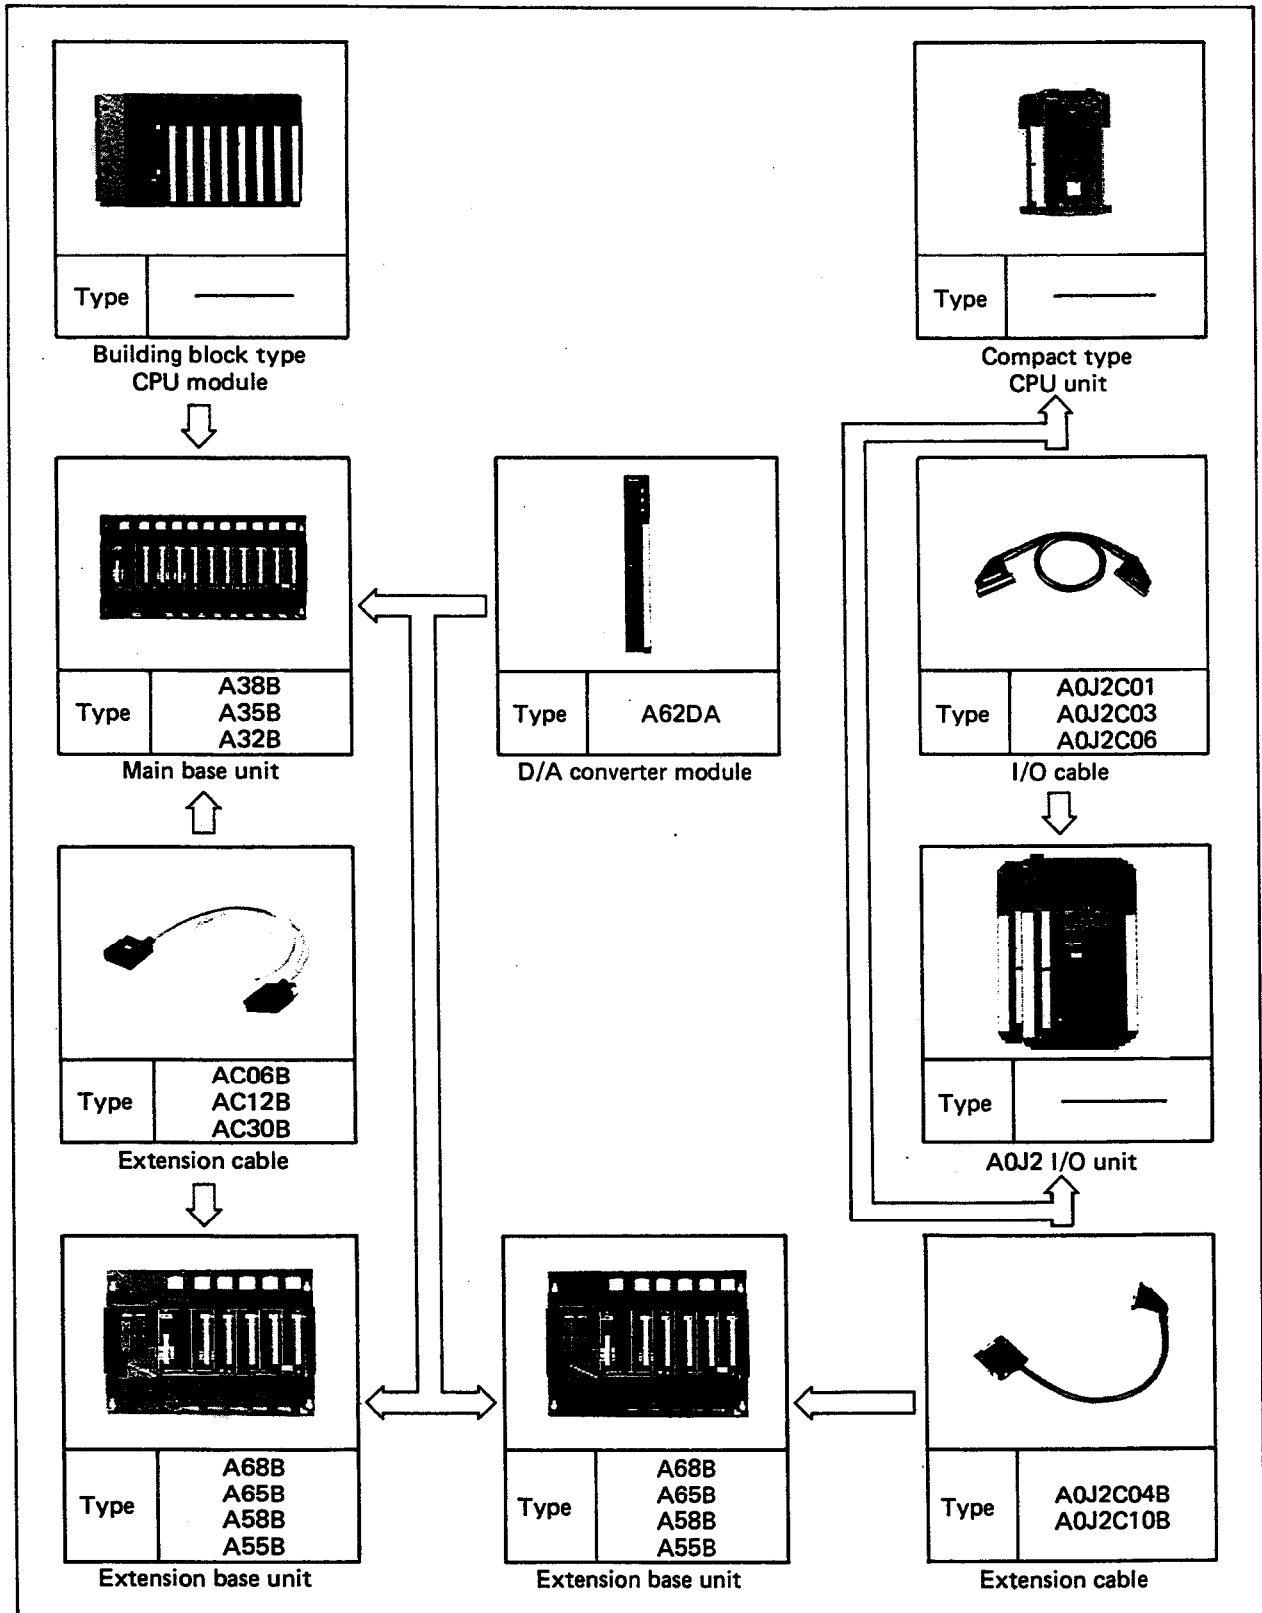 Type
Building block type
CPU module
Type
Compact type
CPU unit
Type
A38B
A35B
A32B
Main base unit
Type
A62DA
D/A converter module
Type
A0J2C01
A0J2C03
A0J2C06
I/O cable
Type
AC06B
AC12B
AC30B
Extension cable
Type
A0J2 I/O unit
Type
A68B
A65B
A58B
A55B
Extension base unit
Type
A68B
A65B
A58B
A55B
Extension base unit
Type
A0J2C04B
A0J2C10B
Extension cable